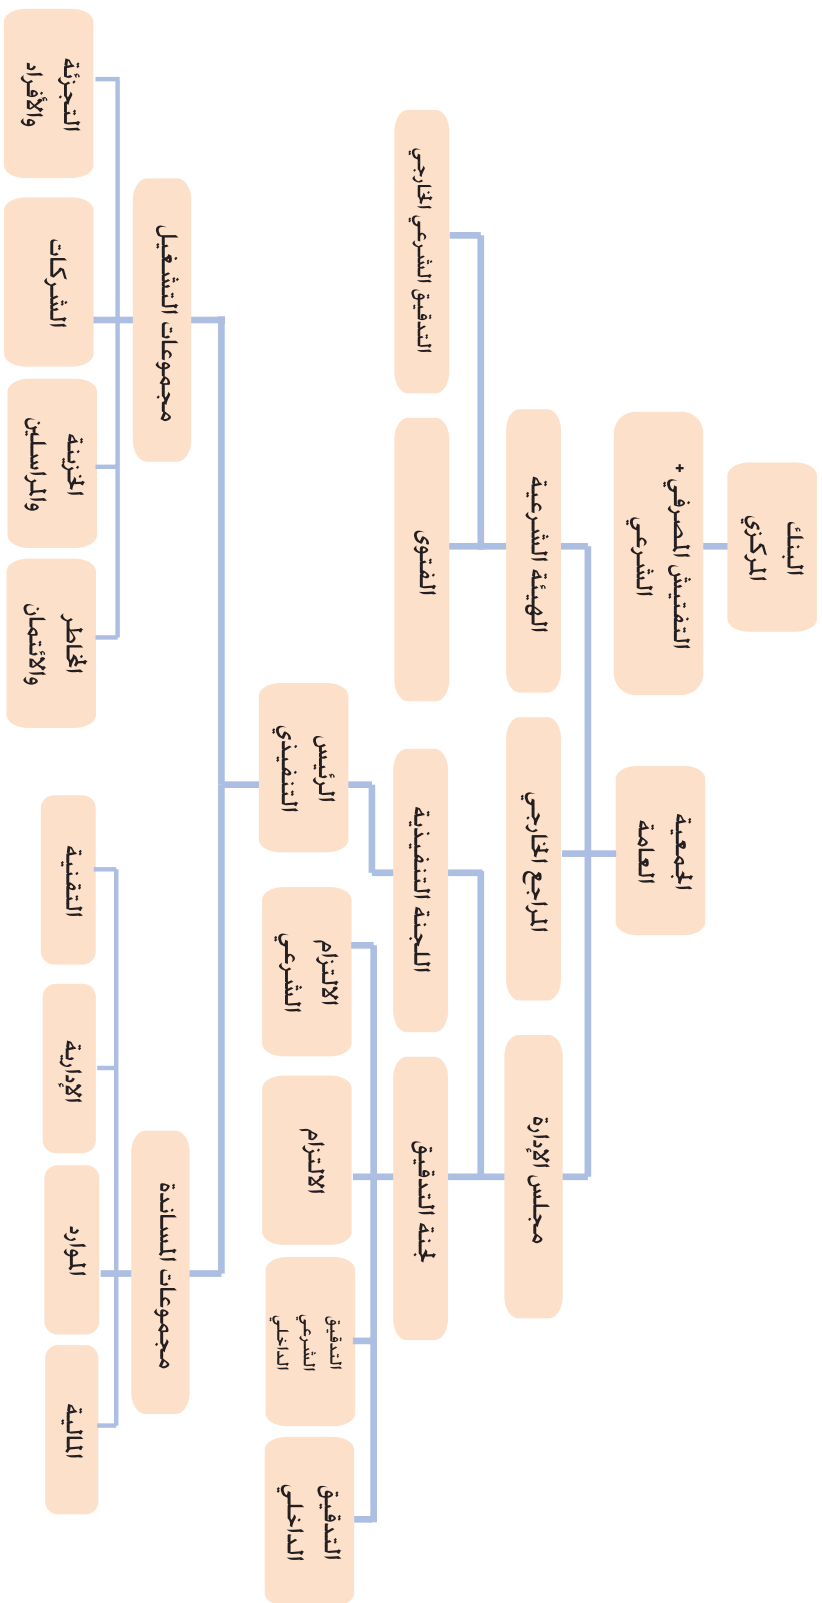 البنك
المركزي
الجمعية
العامة
التفتيش المصرفي +
الشرعي
مجلس الإدارة
المراجع الخارجي
الهيئة الشرعية
لجنة التدقيق
اللجنة التنفيذية
الفتوى
التدقيق الشرعي الخارجي
التدقيق
الداخلي
التدقيق
الشرعي
الداخلي
الالتزام
الالتزام
الشرعي
الرئيس
التنفيذي
مجموعات المساندة
مجموعات التشغيل
المالية
الموارد
الإدارية
التقنية
المخاطر
والائتمان
الخزينة
والمراسلين
الشركات
التجزئة
والأفراد